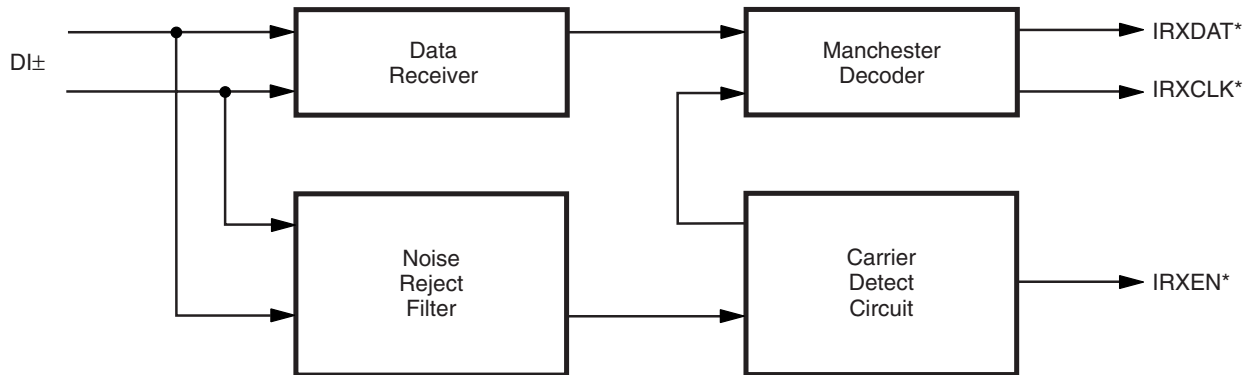 DI±
Data
Receiver
Manchester
Decoder
IRXDAT*
IRXCLK*
Noise
Reject
Filter
Carrier
Detect
Circuit
IRXEN*